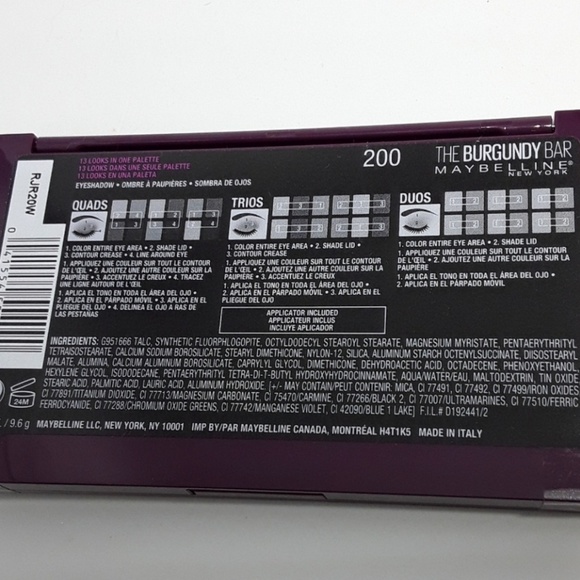 13 LOOKS IN ONE PALETTE
13 LOOKS DANS UNE SEULE PALETTE
13 LOOKS EN UNA PALETA
EYESHADOW • OMBRE À PAUPIÈRES • SOMBRA DE OJOS
200
THE BURGUNDY BAR
MAYBELLINE
NEW YORK
RJR20W
QUADS
1. COLOR ENTIRE EYE AREA • 2. SHADE LID •
3. CONTOUR CREASE • 4. LINE AROUND EYE
1. APPLIQUEZ UNE COULEUR SUR TOUT LE CONTOUR
DE L'ŒIL • 2. AJOUTEZ UNE AUTRE COULEUR SUR LA
PAUPIÈRE • 3. ACCENTUEZ LE CREUX • 4. TRACEZ
UNE LIGNE AUTOUR DE L'ŒIL
1. APLICA EL TONO EN TODA EL ÁREA DEL OJO •
2. APLICA EN EL PÁRPADO MÓVIL • 3. APLICA EN EL
PLIEGUE DEL OJO • 4. DELINEA EL OJO A RAS DE
LAS PESTAÑAS
TRIOS
1. COLOR ENTIRE EYE AREA • 2. SHADE LID •
3. CONTOUR CREASE
1. APPLIQUEZ UNE COULEUR SUR TOUT LE CONTOUR
DE L'ŒIL • 2. AJOUTEZ UNE AUTRE COULEUR SUR LA
PAUPIÈRE • 3. ACCENTUEZ LE CREUX
1. APLICA EL TONO EN TODA EL ÁREA DEL OJO •
2. APLICA EN EL PÁRPADO MÓVIL • 3. APLICA EN EL
PLIEGUE DEL OJO
DUOS
1. COLOR ENTIRE EYE AREA • 2. SHADE LID
1. APPLIQUEZ UNE COULEUR SUR TOUT LE CONTOUR
DE L'ŒIL • 2. AJOUTEZ UNE AUTRE COULEUR SUR LA
PAUPIÈRE
1. APLICA EL TONO EN TODA EL ÁREA DEL OJO •
2. APLICA EN EL PÁRPADO MÓVIL
APPLICATOR INCLUDED
APPLICATEUR INCLUS
INCLUYE APLICADOR
INGREDIENTS: G951666 TALC, SYNTHETIC FLUORPHLOGOPITE, OCTYLDODECYL STEAROYL STEARATE, MAGNESIUM MYRISTATE, PENTAERYTHRITYL
TETRAISOSTEARATE, CALCIUM SODIUM BOROSILICATE, STEARYL DIMETHICONE, NYLON-12, SILICA, ALUMINUM STARCH OCTENYLSUCCINATE, DIISOSTEARYL
MALATE, ALUMINA, CALCIUM ALUMINUM BOROSILICATE, CAPRYLYL GLYCOL, DIMETHICONE, DEHYDROACETIC ACID, OCTADECENE, PHENOXYETHANOL,
HEXYLENE GLYCOL, ISODODECANE, PENTAERYTHRITYL TETRA-DI-T-BUTYL HYDROXYHYDROCINNAMATE, WATER/AQUA/EAU, MALTODEXTRIN, TIN OXIDE
STEARIC ACID, PALMITIC ACID, LAURIC ACID, ALUMINUM HYDROXIDE. [+/- MAY CONTAIN/PEUT CONTENIR: MICA, CI 77491, CI 77492, CI 77499/IRON OXIDES
CI 77891/TITANIUM DIOXIDE, CI 77713/MAGNESIUM CARBONATE, CI 75470/CARMINE, CI 77266/BLACK 2, CI 77007/ULTRAMARINES, CI 77510/FERRIC
FERROCYANIDE, CI 77288/CHROMIUM OXIDE GREENS, CI 77742/MANGANESE VIOLET, CI 42090/BLUE 1 LAKE] F.I.L.# D192441/2
24M
/ 9.6 g
MAYBELLINE LLC, NEW YORK, NY 10001 IMP BY/PAR MAYBELLINE CANADA, MONTRÉAL H4T1K5 MADE IN ITALY